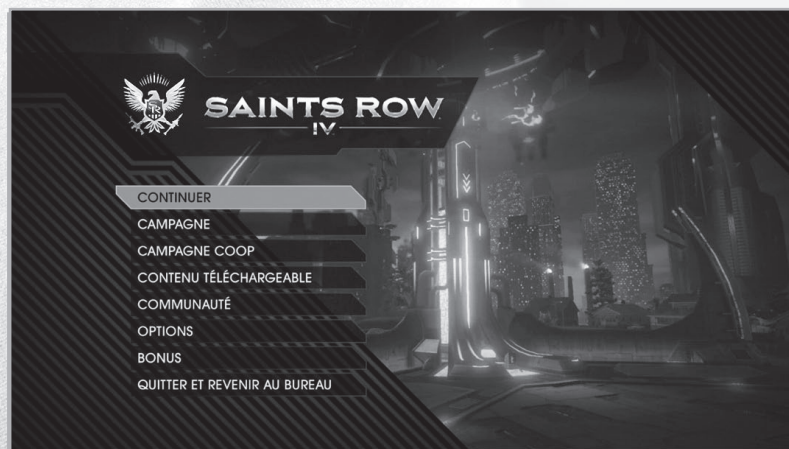 SAINTS ROW
IV
CONTINUER
CAMPAGNE
CAMPAGNE COOP
CONTENU TÉLÉCHARGEABLE
COMMUNAUTÉ
OPTIONS
BONUS
QUITTER ET REVENIR AU BUREAU